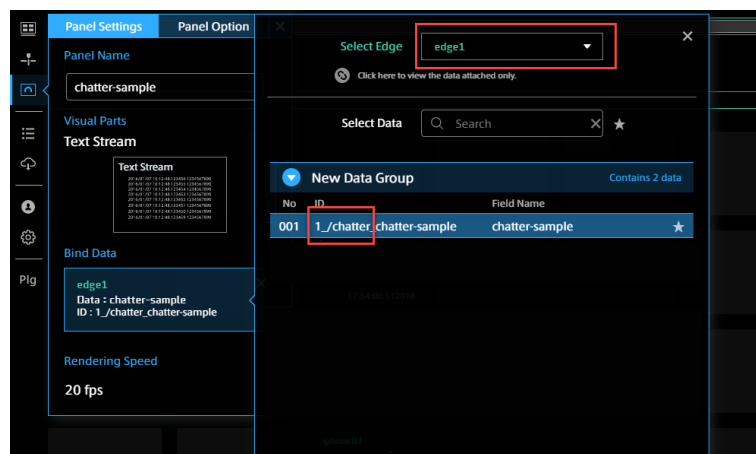 Panel Settings
Panel Option
Panel Name
chatter-sample
Visual Parts
Text Stream
Text Stream
Bind Data
edge1
Data : chatter-sample
ID : 1_/chatter_chatter-sample
Rendering Speed
20 fps
Plg
Select Edge
edge1
Click here to view the data attached only.
Select Data
Search
New Data Group
Contains 2 data
No ID Field Name
001 1_/chatter_chatter-sample chatter-sample